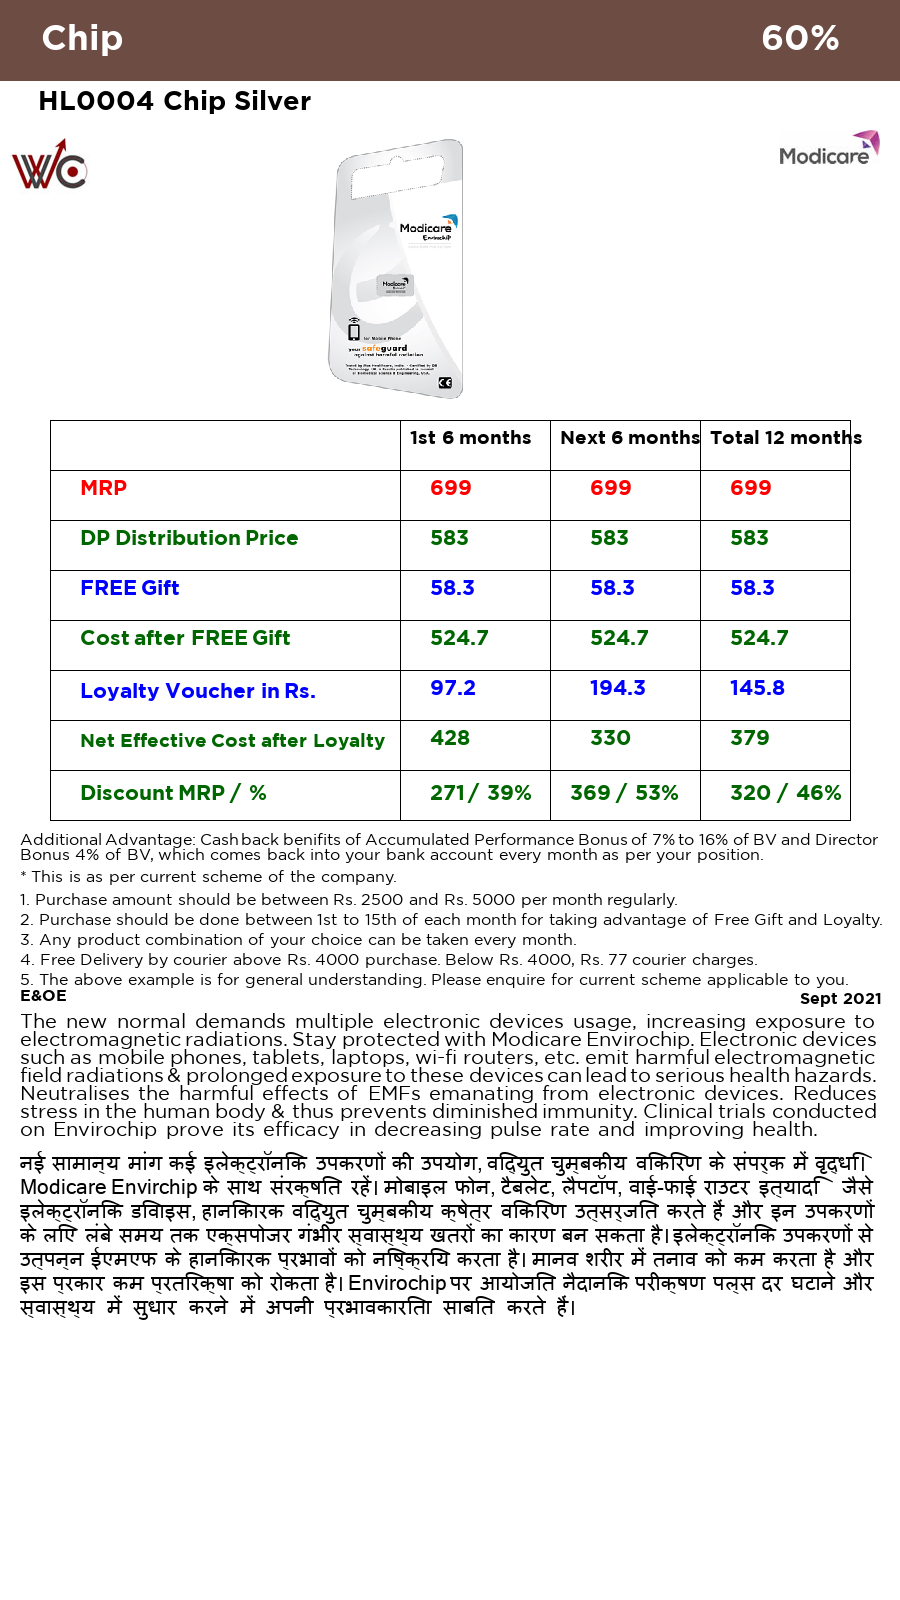 Chip 60%
HL0004 Chip Silver
WC
Modicare
Modicare
Envirochip
Modicare
for Mobile Phone
your safeguard
against harmful radiation
CE
1st 6 months Next 6 months Total 12 months
MRP 699 699 699
DP Distribution Price 583 583 583
FREE Gift 58.3 58.3 58.3
Cost after FREE Gift 524.7 524.7 524.7
Loyalty Voucher in Rs. 97.2 194.3 145.8
Net Effective Cost after Loyalty 428 330 379
Discount MRP / % 271 / 39% 369 / 53% 320 / 46%
Additional Advantage: Cash back benifits of Accumulated Performance Bonus of 7% to 16% of BV and Director
Bonus 4% of BV, which comes back into your bank account every month as per your position.
* This is as per current scheme of the company.
1. Purchase amount should be between Rs. 2500 and Rs. 5000 per month regularly.
2. Purchase should be done between 1st to 15th of each month for taking advantage of Free Gift and Loyalty.
3. Any product combination of your choice can be taken every month.
4. Free Delivery by courier above Rs. 4000 purchase. Below Rs. 4000, Rs. 77 courier charges.
5. The above example is for general understanding. Please enquire for current scheme applicable to you.
E&OE Sept 2021
The new normal demands multiple electronic devices usage, increasing exposure to
electromagnetic radiations. Stay protected with Modicare Envirochip. Electronic devices
such as mobile phones, tablets, laptops, wi-fi routers, etc. emit harmful electromagnetic
field radiations & prolonged exposure to these devices can lead to serious health hazards.
Neutralises the harmful effects of EMFs emanating from electronic devices. Reduces
stress in the human body & thus prevents diminished immunity. Clinical trials conducted
on Envirochip prove its efficacy in decreasing pulse rate and improving health.
नई सामान्य मांग कई इलेक्ट्रॉनिक उपकरणों की उपयोग, विद्युत चुम्बकीय विकिरण के संपर्क में वृद्धि।
Modicare Envirchip के साथ संरक्षित रहें। मोबाइल फोन, टैबलेट, लैपटॉप, वाई-फाई राउटर इत्यादि जैसे
इलेक्ट्रॉनिक डिवाइस, हानिकारक विद्युत चुम्बकीय क्षेत्र विकिरण उत्सर्जित करते हैं और इन उपकरणों
के लिए लंबे समय तक एक्सपोजर गंभीर स्वास्थ्य खतरों का कारण बन सकता है। इलेक्ट्रॉनिक उपकरणों से
उत्पन्न ईएमएफ के हानिकारक प्रभावों को निष्क्रिय करता है। मानव शरीर में तनाव को कम करता है और
इस प्रकार कम प्रतिरक्षा को रोकता है। Envirochip पर आयोजित नैदानिक परीक्षण पल्स दर घटाने और
स्वास्थ्य में सुधार करने में अपनी प्रभावकारिता साबित करते हैं।